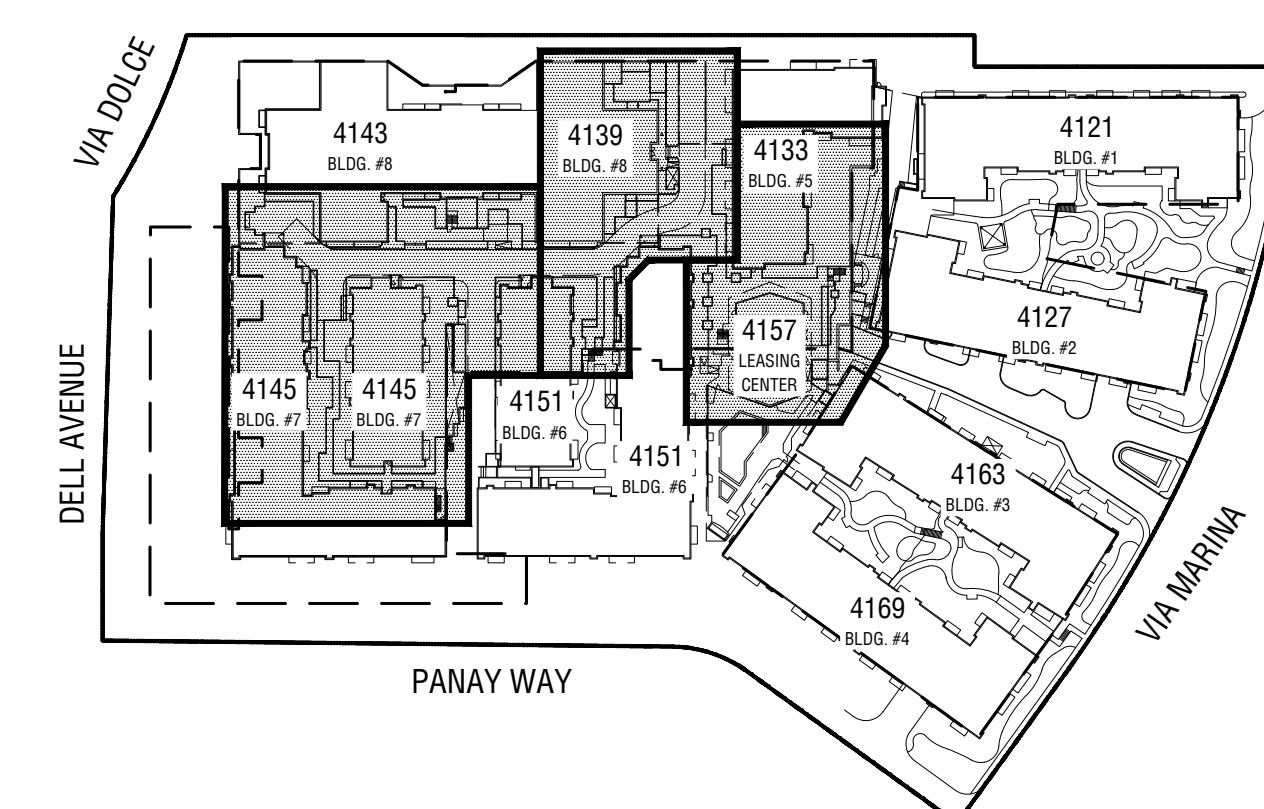 VIA DOLCE
4143
BLDG. #8
4139
BLDG. #8
4133
BLDG. #5
4121
BLDG. #1
4127
BLDG. #2
4157
LEASING
CENTER
DELL AVENUE
4145
BLDG. #7
4145
BLDG. #7
4151
BLDG. #6
4151
BLDG. #6
4163
BLDG. #3
4169
BLDG. #4
VIA MARINA
PANAY WAY